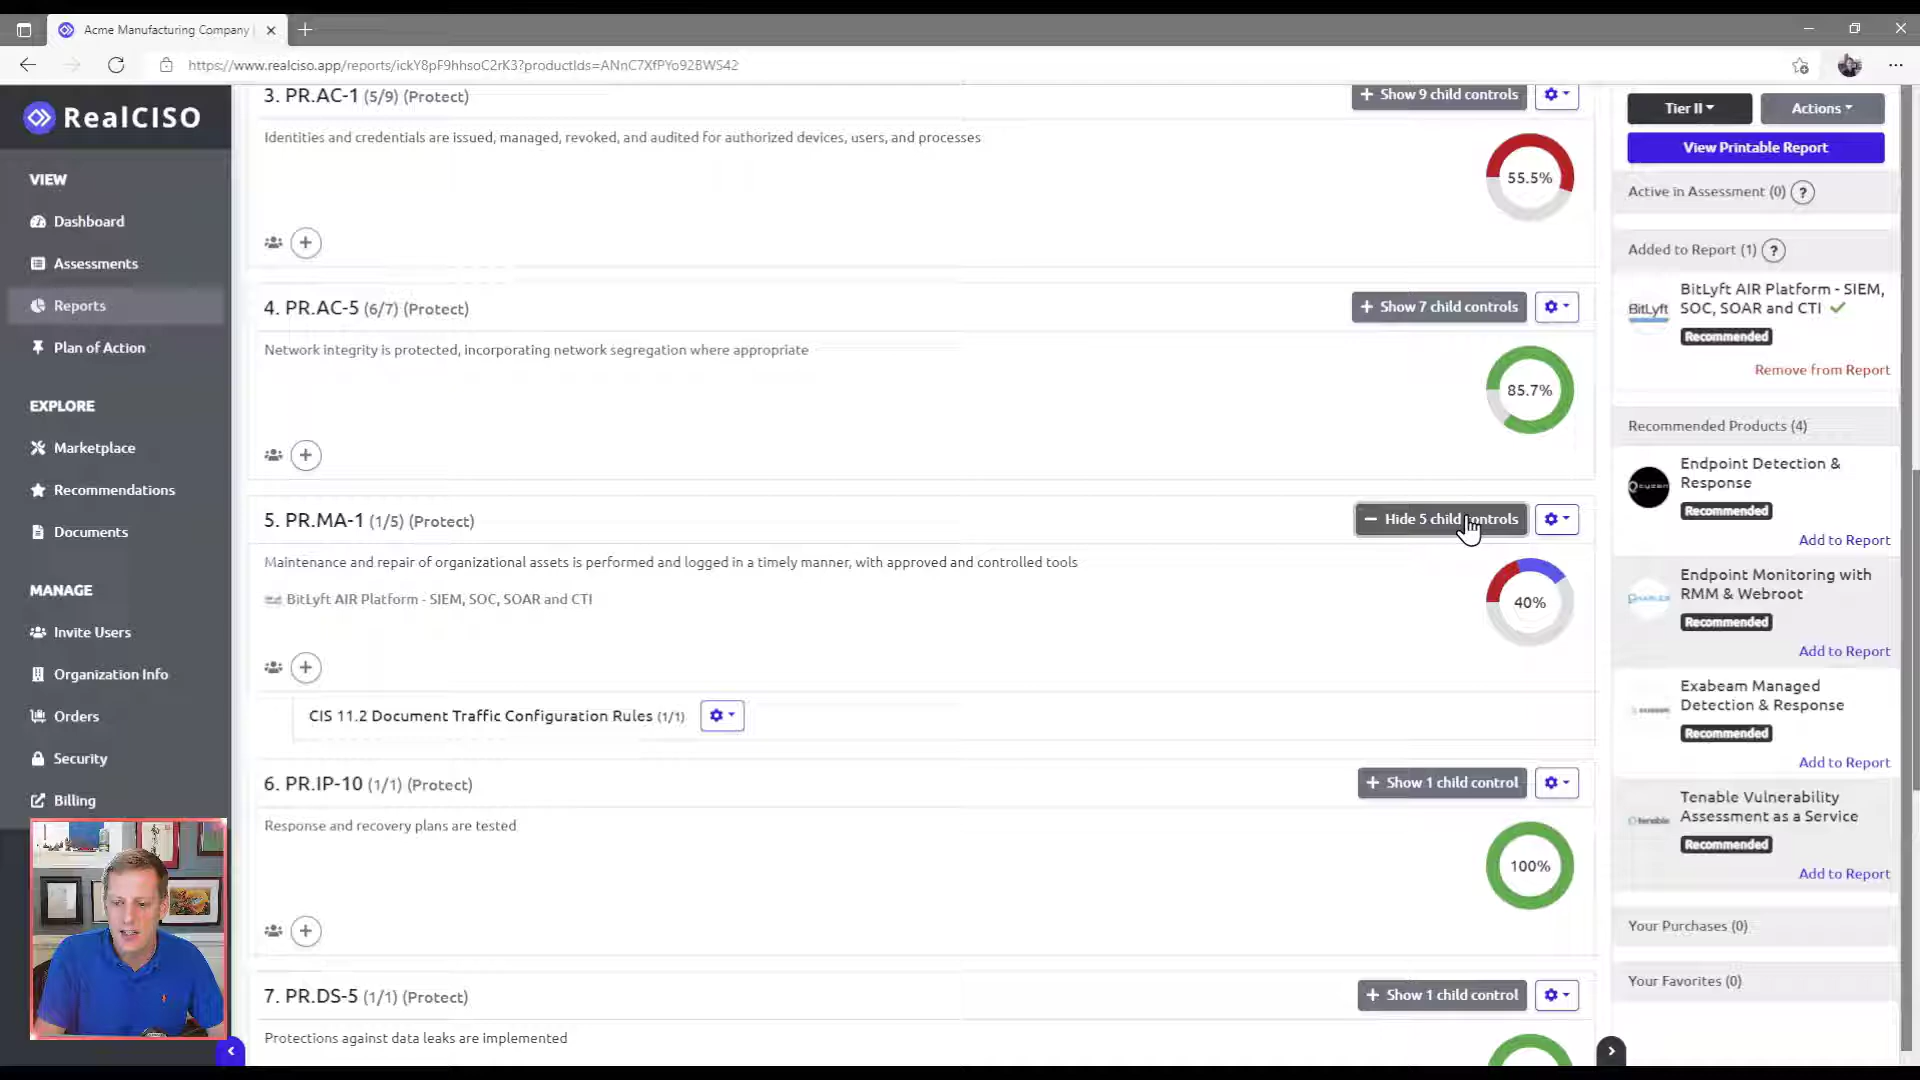 Acme Manufacturing Company
https://www.realciso.app/reports/ickY8pF9hhsoC2rK3?productIds=ANnC7XfPYo92BWS42
RealCISO
VIEW
Dashboard
Assessments
Reports
Plan of Action
EXPLORE
Marketplace
Recommendations
Documents
MANAGE
Invite Users
Organization Info
Orders
Security
Billing
3. PR.AC-1 (5/9) (Protect)
Show 9 child controls
Identities and credentials are issued, managed, revoked, and audited for authorized devices, users, and processes
55.5%
4. PR.AC-5 (6/7) (Protect)
Show 7 child controls
Network integrity is protected, incorporating network segregation where appropriate
85.7%
5. PR.MA-1 (1/5) (Protect)
Hide 5 child controls
Maintenance and repair of organizational assets is performed and logged in a timely manner, with approved and controlled tools
BitLyft AIR Platform - SIEM, SOC, SOAR and CTI
40%
CIS 11.2 Document Traffic Configuration Rules (1/1)
6. PR.IP-10 (1/1) (Protect)
Show 1 child control
Response and recovery plans are tested
100%
7. PR.DS-5 (1/1) (Protect)
Show 1 child control
Protections against data leaks are implemented
Tier II
Actions
View Printable Report
Active in Assessment (0) ?
Added to Report (1) ?
BitLyft
BitLyft AIR Platform - SIEM,
SOC, SOAR and CTI
Recommended
Remove from Report
Recommended Products (4)
Endpoint Detection &
Response
Recommended
Add to Report
Endpoint Monitoring with
RMM & Webroot
Recommended
Add to Report
Exabeam Managed
Detection & Response
Recommended
Add to Report
tenable
Tenable Vulnerability
Assessment as a Service
Recommended
Add to Report
Your Purchases (0)
Your Favorites (0)